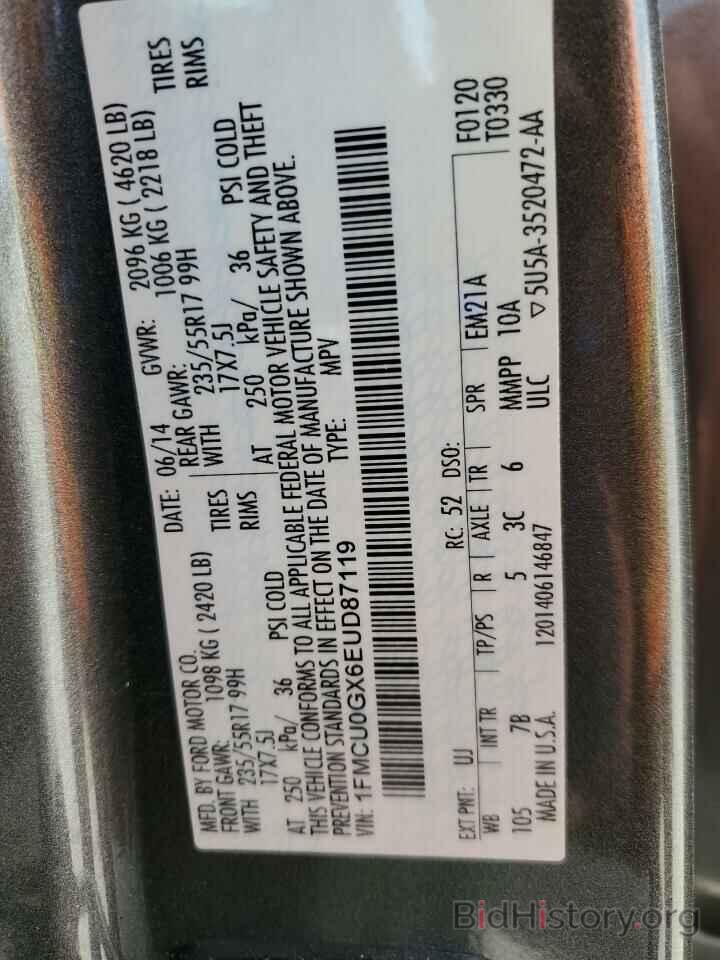 MFD. BY FORD MOTOR CO.
DATE: 06/14 GVWR: 2096 KG ( 4620 LB)
FRONT GAWR: 1098 KG ( 2420 LB) REAR GAWR: 1006 KG ( 2218 LB)
WITH 235/55R17 99H TIRES WITH 235/55R17 99H TIRES
17X7.5J RIMS 17X7.5J RIMS
AT 250 kPa/ 36 PSI COLD AT 250 kPa/ 36 PSI COLD
THIS VEHICLE CONFORMS TO ALL APPLICABLE FEDERAL MOTOR VEHICLE SAFETY AND THEFT
PREVENTION STANDARDS IN EFFECT ON THE DATE OF MANUFACTURE SHOWN ABOVE.
VIN: 1FMCU0GX6EUD87119 TYPE: MPV
F0120
T0330
EXT PNT: UJ RC: 52 DSO:
WB INT TR TP/PS R AXLE TR SPR EM21A
105 7B 5 3C 6 MMPP 10A
ULC
MADE IN U.S.A. 1201406146847 ▽ 5U5A-3520472-AA
BidHistory.org